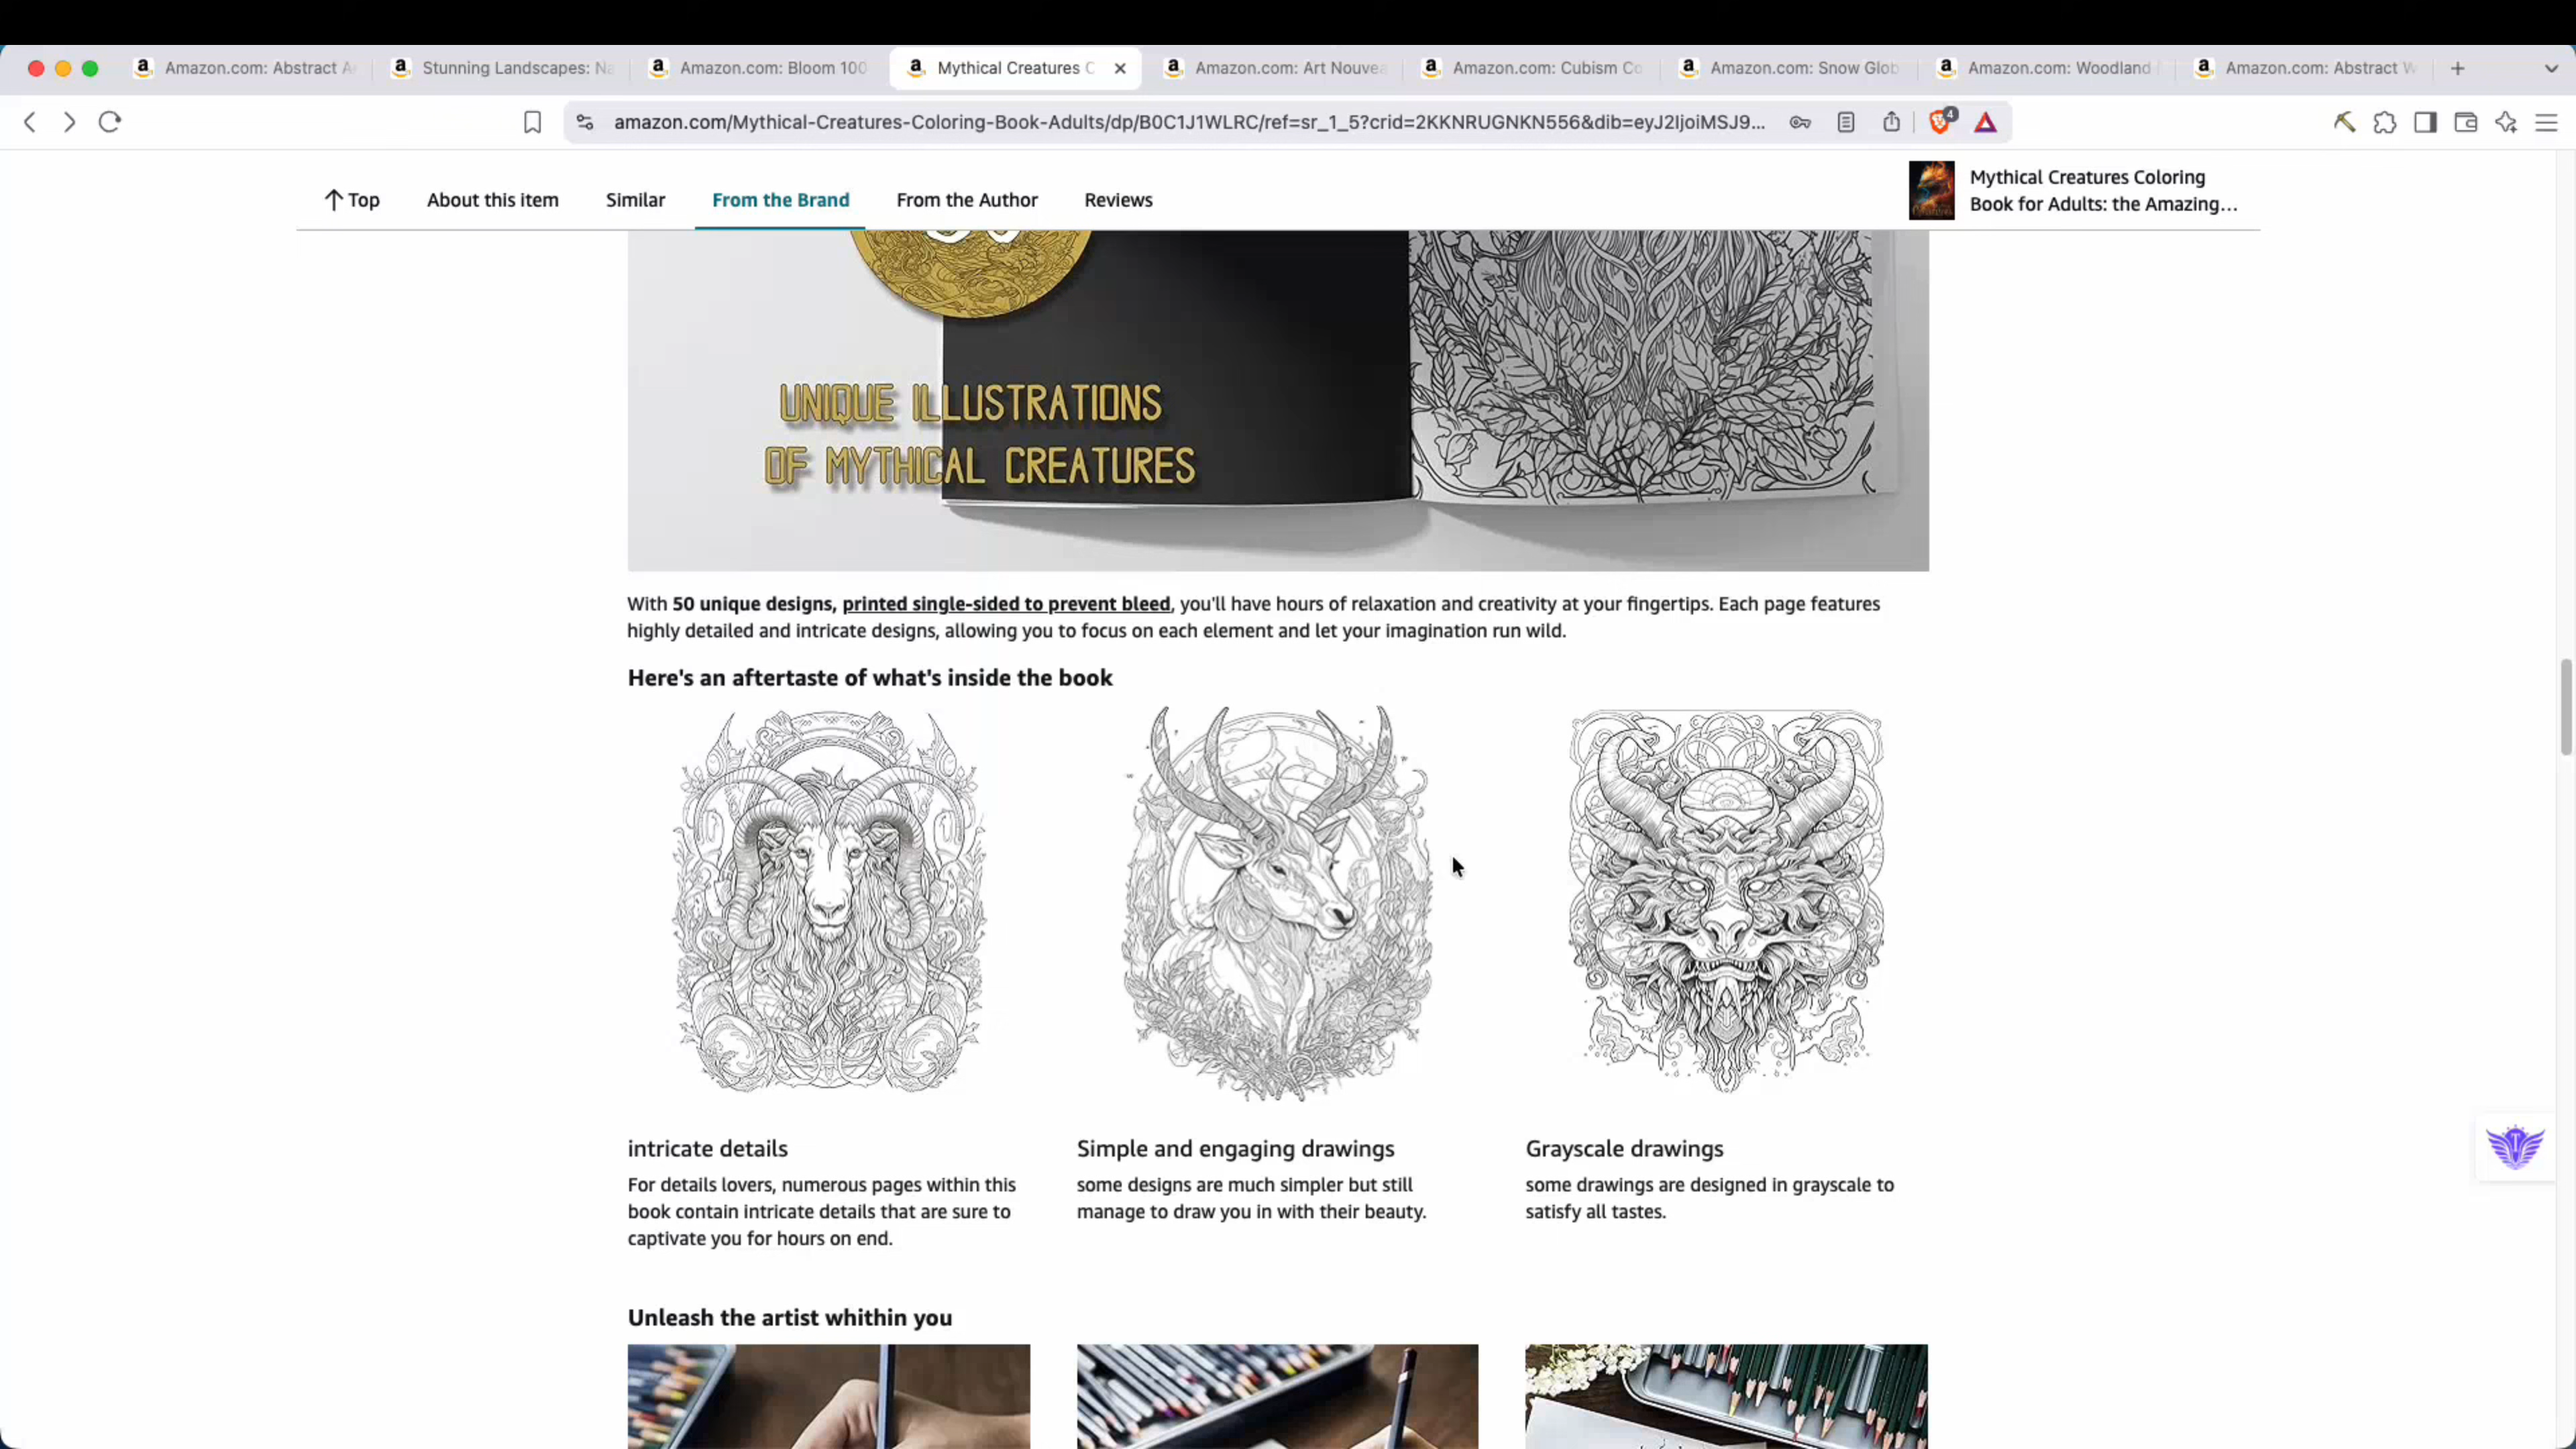 Amazon.com: Abstract A
Stunning Landscapes: Na
Amazon.com: Bloom 100
Mythical Creatures C
Amazon.com: Art Nouvea
Amazon.com: Cubism Co
Amazon.com: Snow Glob
Amazon.com: Woodland
Amazon.com: Abstract W
amazon.com/Mythical-Creatures-Coloring-Book-Adults/dp/B0C1J1WLRC/ref=sr_1_5?crid=2KKNRUGNKN556&dib=eyJ2IjoiMSJ9...
4
Top
About this item
Similar
From the Brand
From the Author
Reviews
Mythical Creatures Coloring
Book for Adults: the Amazing...
UNIQUE ILLUSTRATIONS
OF MYTHICAL CREATURES
With 50 unique designs, printed single-sided to prevent bleed, you'll have hours of relaxation and creativity at your fingertips. Each page features
highly detailed and intricate designs, allowing you to focus on each element and let your imagination run wild.
Here's an aftertaste of what's inside the book
intricate details
For details lovers, numerous pages within this
book contain intricate details that are sure to
captivate you for hours on end.
Simple and engaging drawings
some designs are much simpler but still
manage to draw you in with their beauty.
Grayscale drawings
some drawings are designed in grayscale to
satisfy all tastes.
Unleash the artist whithin you